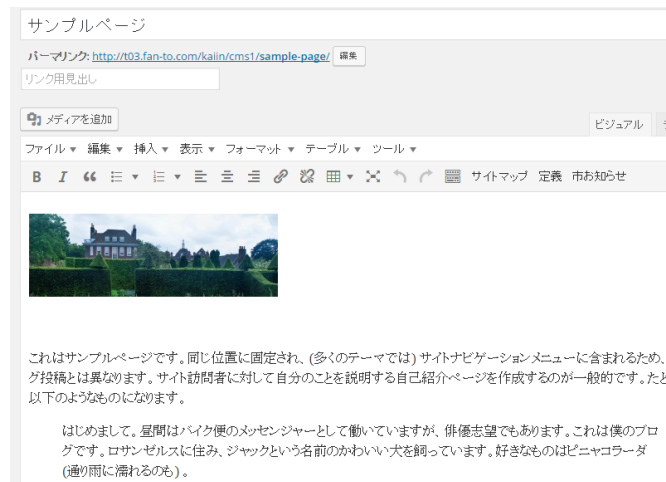 サンプルページ
パーマリンク: http://t03.fan-to.com/kaiin/cms1/sample-page/ 編集
リンク用見出し
メディアを追加
ビジュアル
ファイル 編集 挿入 表示 フォーマット テーブル ツール
B I サイトマップ 定義 市お知らせ
これはサンプルページです。同じ位置に固定され、(多くのテーマでは) サイトナビゲーションメニューに含まれるため、
グ投稿とは異なります。サイト訪問者に対して自分のことを説明する自己紹介ページを作成するのが一般的です。たと
以下のようなものになります。
はじめまして。昼間はバイク便のメッセンジャーとして働いていますが、俳優志望でもあります。これは僕のブロ
グです。ロサンゼルスに住み、ジャックという名前のかわいい犬を飼っています。好きなものはピニャコラーダ
(通り雨に濡れるのも) 。